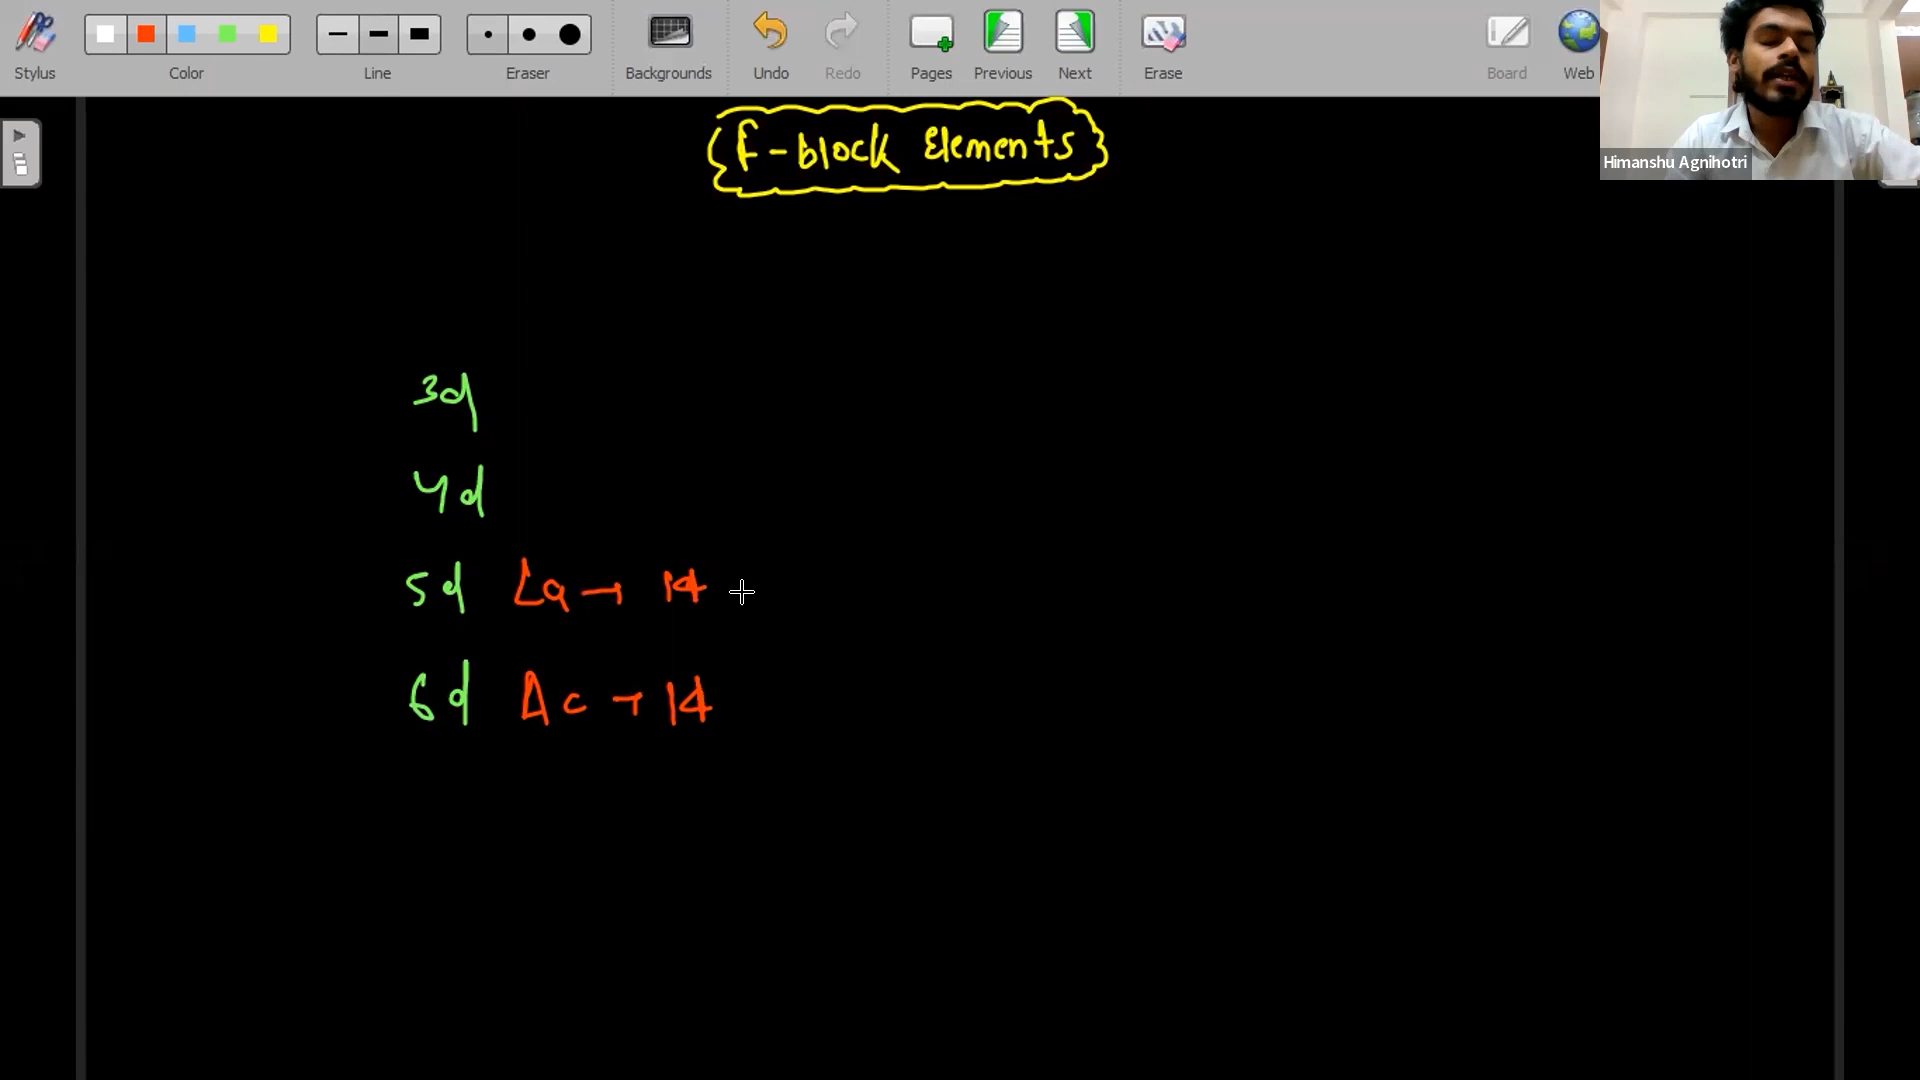 Stylus
Color
Line
Eraser
Backgrounds
Undo
Redo
Pages
Previous
Next
Erase
Board
Web
Himanshu Agnihotri
F-block Elements
3d
4d
5d La → 14
6d Ac → 14